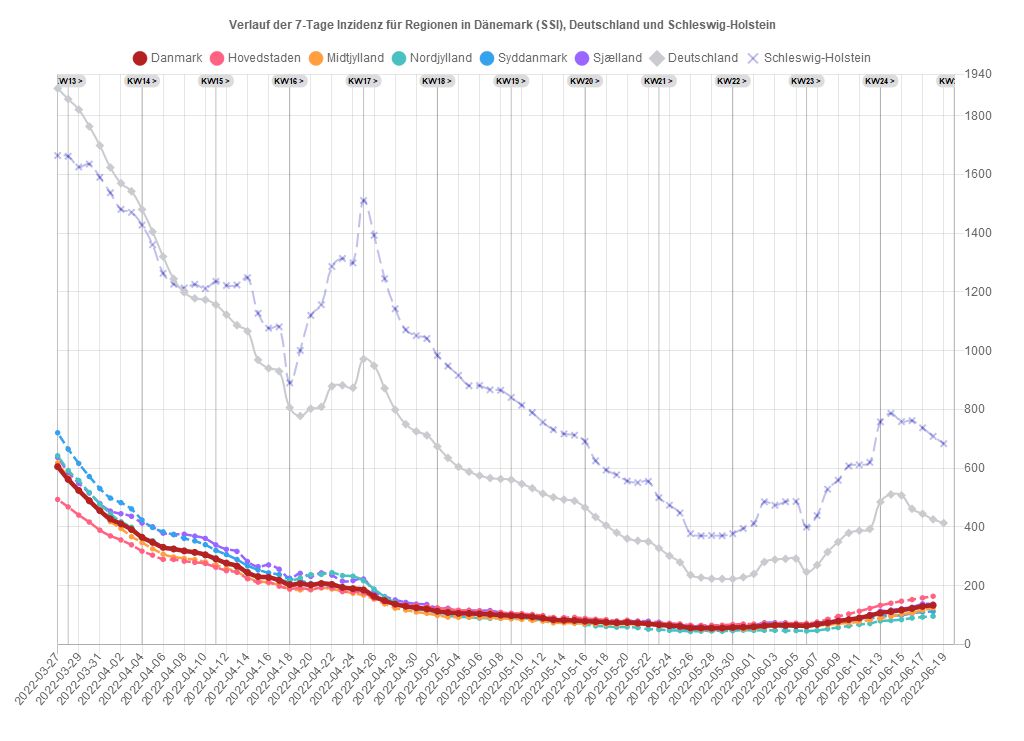 Verlauf der 7-Tage Inzidenz für Regionen in Dänemark (SSI), Deutschland und Schleswig-Holstein
Danmark Hovedstaden Midtjylland Nordjylland Syddanmark Sjælland Deutschland Schleswig-Holstein
W13 > KW14 > KW15 > KW16 > KW17 > KW18 > KW19 > KW20 > KW21 > KW22 > KW23 > KW24 > KW
1940
1800
1600
1400
1200
1000
800
600
400
200
0
2022-03-27 2022-03-29 2022-03-31 2022-04-02 2022-04-04 2022-04-06 2022-04-08 2022-04-10 2022-04-12 2022-04-14 2022-04-16 2022-04-18 2022-04-20 2022-04-22 2022-04-24 2022-04-26 2022-04-28 2022-04-30 2022-05-02 2022-05-04 2022-05-06 2022-05-08 2022-05-10 2022-05-12 2022-05-14 2022-05-16 2022-05-18 2022-05-20 2022-05-22 2022-05-24 2022-05-26 2022-05-28 2022-05-30 2022-06-01 2022-06-03 2022-06-05 2022-06-07 2022-06-09 2022-06-11 2022-06-13 2022-06-15 2022-06-17 2022-06-19